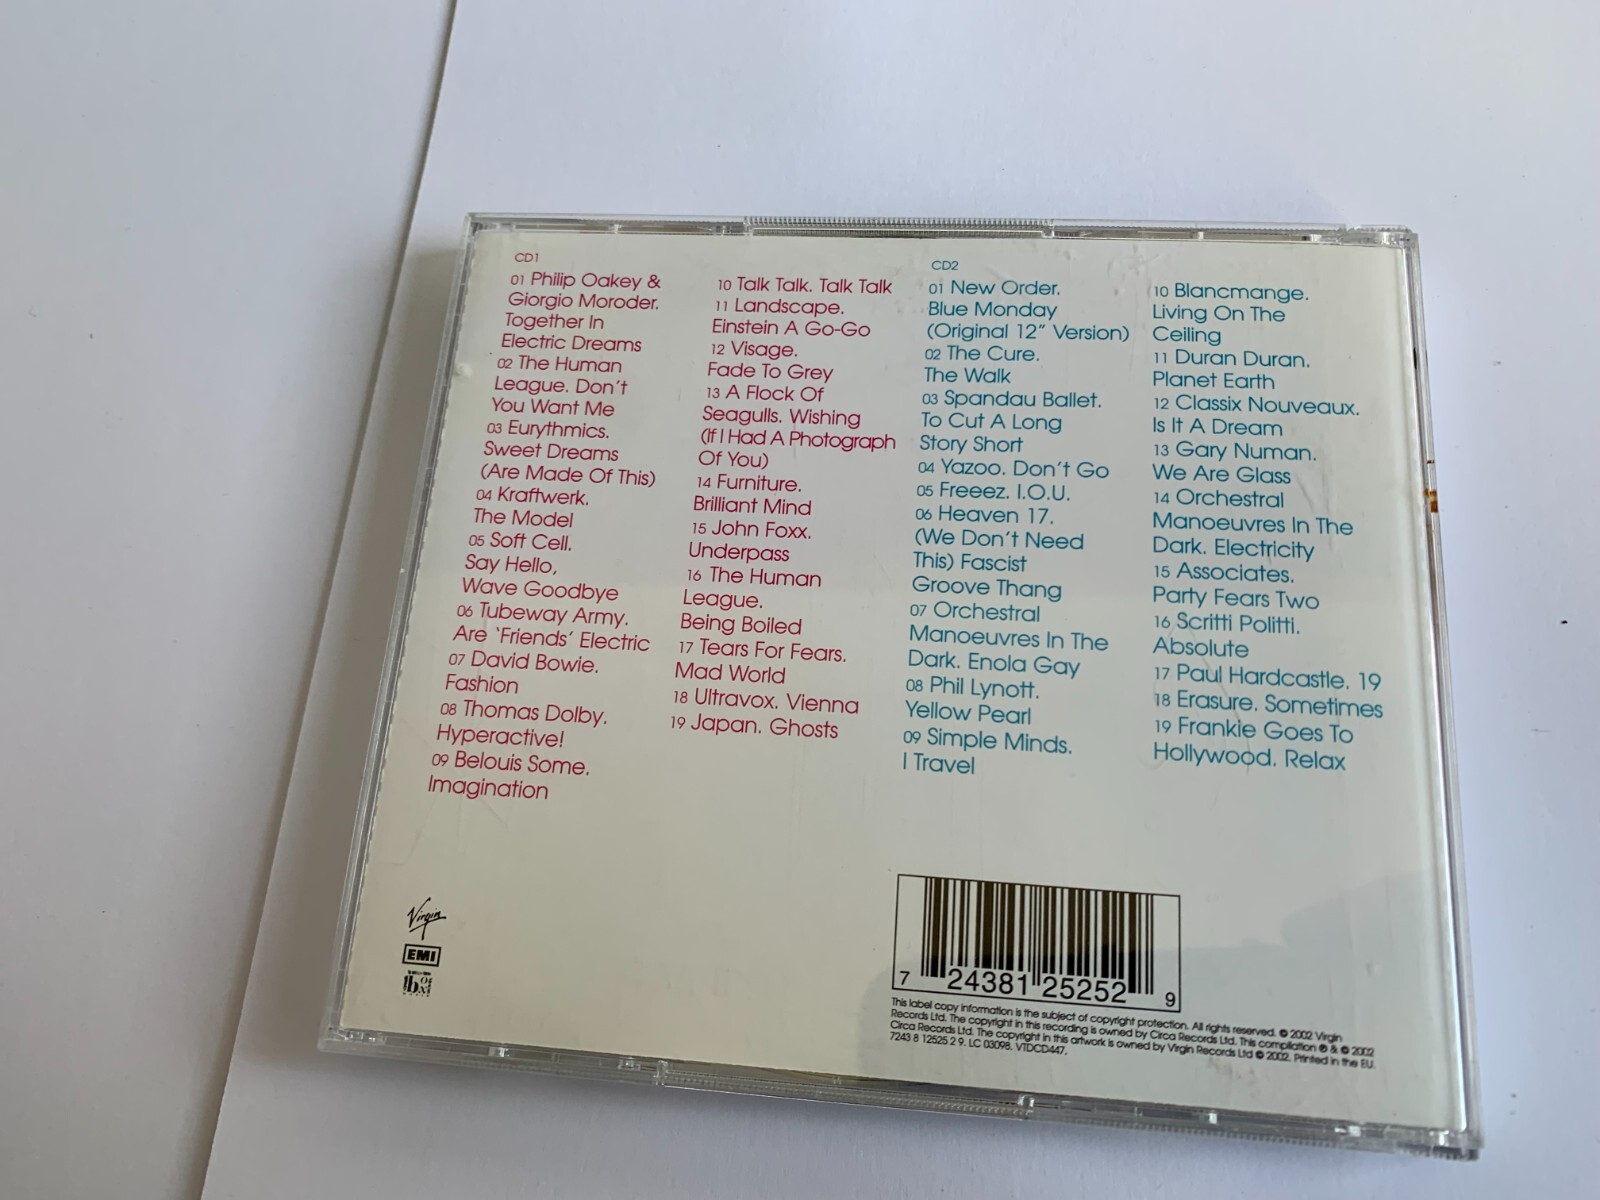 CD1
01 Philip Oakey &
Giorgio Moroder.
Together In
Electric Dreams
02 The Human
League. Don't
You Want Me
03 Eurythmics.
Sweet Dreams
(Are Made Of This)
04 Kraftwerk.
The Model
05 Soft Cell.
Say Hello,
Wave Goodbye
06 Tubeway Army.
Are 'Friends' Electric
07 David Bowie.
Fashion
08 Thomas Dolby.
Hyperactive!
09 Belouis Some.
Imagination
10 Talk Talk. Talk Talk
11 Landscape.
Einstein A Go-Go
12 Visage.
Fade To Grey
13 A Flock Of
Seagulls. Wishing
(If I Had A Photograph
Of You)
14 Furniture.
Brilliant Mind
15 John Foxx.
Underpass
16 The Human
League.
Being Boiled
17 Tears For Fears.
Mad World
18 Ultravox. Vienna
19 Japan. Ghosts
CD2
01 New Order.
Blue Monday
(Original 12" Version)
02 The Cure.
The Walk
03 Spandau Ballet.
To Cut A Long
Story Short
04 Yazoo. Don't Go
05 Freeez. I.O.U.
06 Heaven 17.
(We Don't Need
This) Fascist
Groove Thang
07 Orchestral
Manoeuvres In The
Dark. Enola Gay
08 Phil Lynott.
Yellow Pearl
09 Simple Minds.
I Travel
10 Blancmange.
Living On The
Ceiling
11 Duran Duran.
Planet Earth
12 Classix Nouveaux.
Is It A Dream
13 Gary Numan.
We Are Glass
14 Orchestral
Manoeuvres In The
Dark. Electricity
15 Associates.
Party Fears Two
16 Scritti Politti.
Absolute
17 Paul Hardcastle. 19
18 Erasure. Sometimes
19 Frankie Goes To
Hollywood. Relax
Virgin
EMI
7 24381 25252 9
This label copy information is the subject of copyright protection. All rights reserved. © 2002 Virgin
Records Ltd. The copyright in this recording is owned by Circa Records Ltd. This compilation ℗ & © 2002
Circa Records Ltd. The copyright in this artwork is owned by Virgin Records Ltd © 2002. Printed in the EU.
7243 8 12525 2 9. LC 03098. VTDCD447.